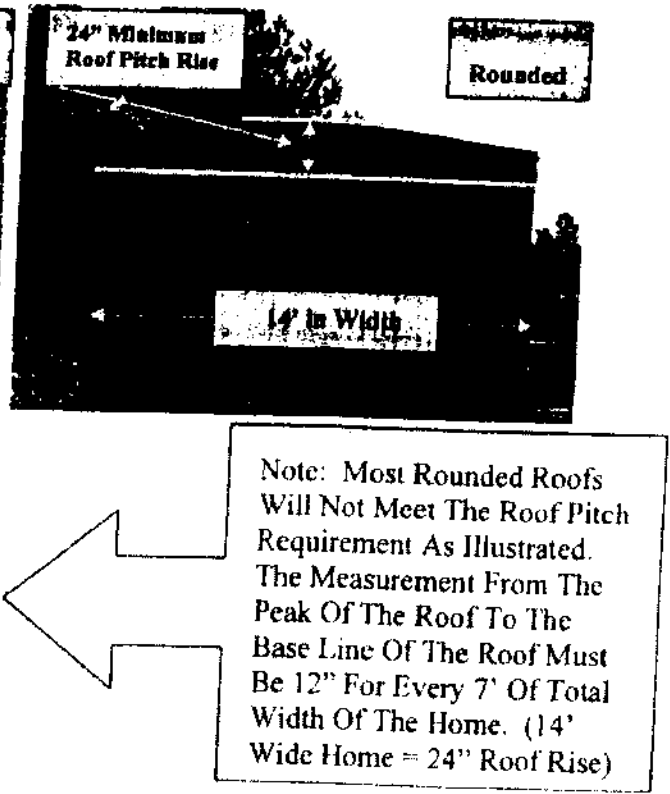 24" Minimum
Roof Pitch Rise
Rounded
14' in Width
Note: Most Rounded Roofs
Will Not Meet The Roof Pitch
Requirement As Illustrated.
The Measurement From The
Peak Of The Roof To The
Base Line Of The Roof Must
Be 12" For Every 7' Of Total
Width Of The Home. (14'
Wide Home = 24" Roof Rise)